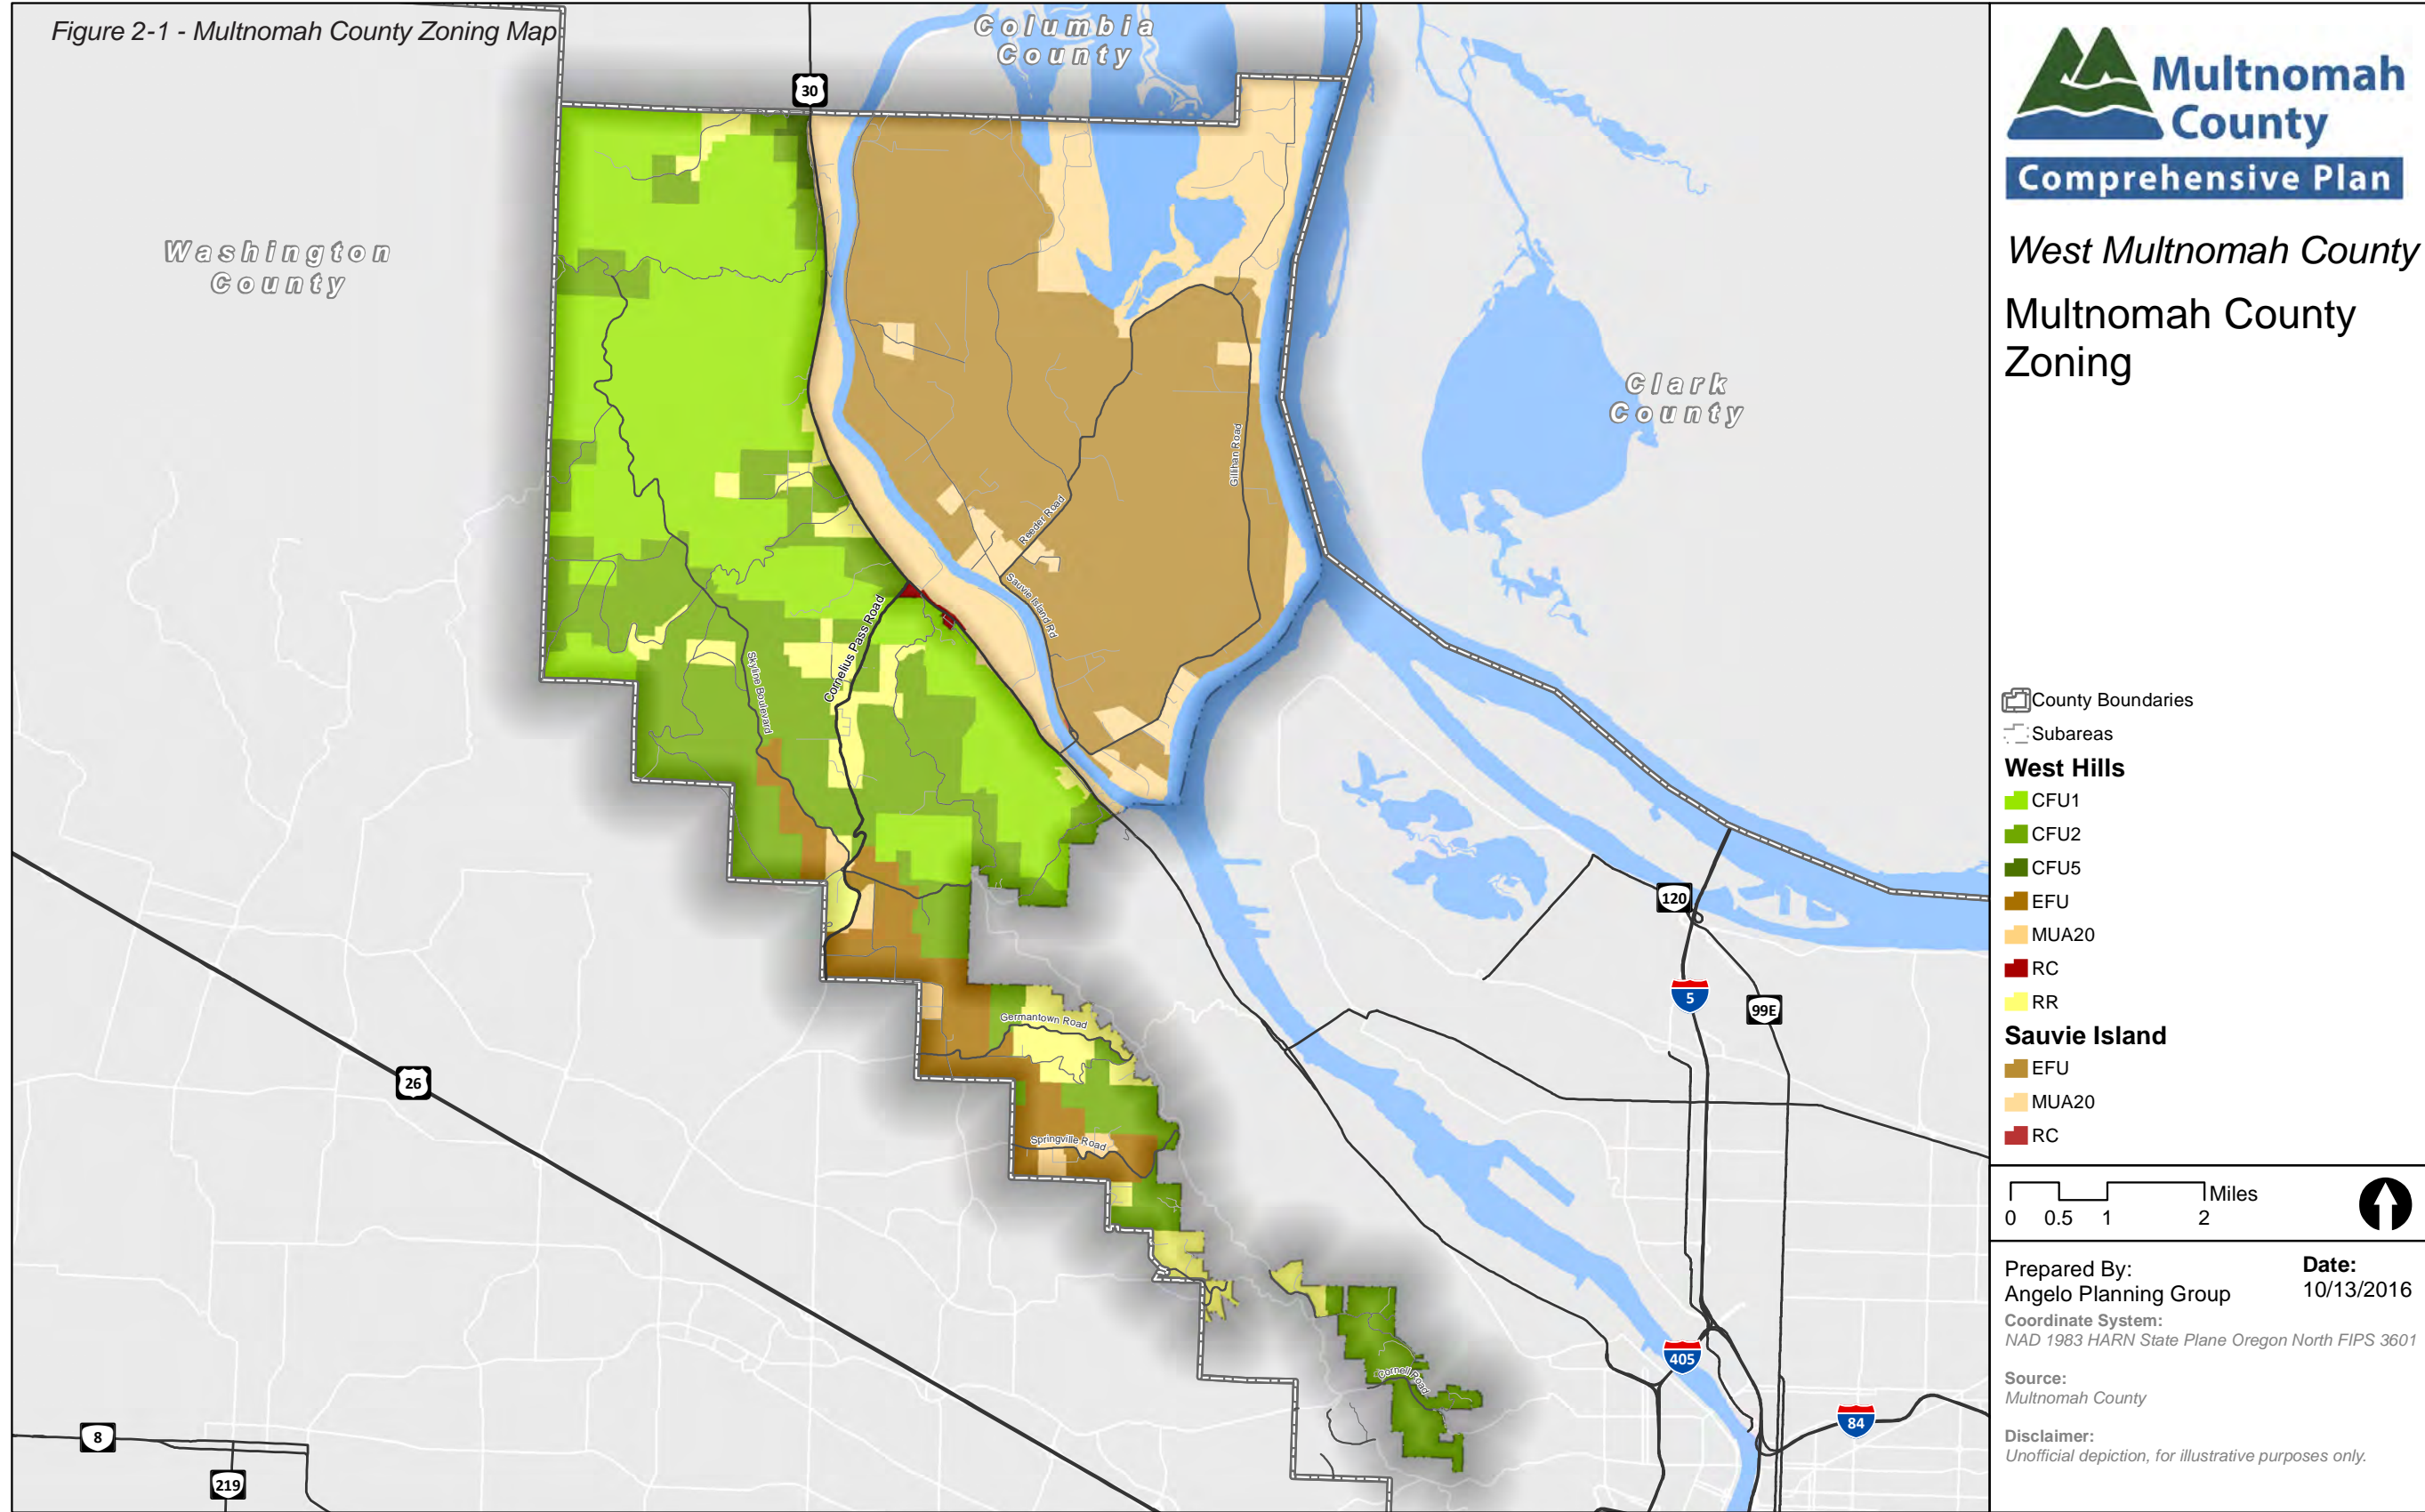 Figure 2-1 - Multnomah County Zoning Map
Columbia
County
30
Washington
County
Clark
County
Gillihan Road
Reeder Road
Sauvie Island Rd
Cornelius Pass Road
Skyline Boulevard
120
5
99E
Germantown Road
26
Springville Road
405
Cornell Road
84
8
219
Multnomah
County
Comprehensive Plan
West Multnomah County
Multnomah County
Zoning
County Boundaries
Subareas
West Hills
CFU1
CFU2
CFU5
EFU
MUA20
RC
RR
Sauvie Island
EFU
MUA20
RC
Miles
0 0.5 1 2
Prepared By:
Angelo Planning Group
Date:
10/13/2016
Coordinate System:
NAD 1983 HARN State Plane Oregon North FIPS 3601
Source:
Multnomah County
Disclaimer:
Unofficial depiction, for illustrative purposes only.